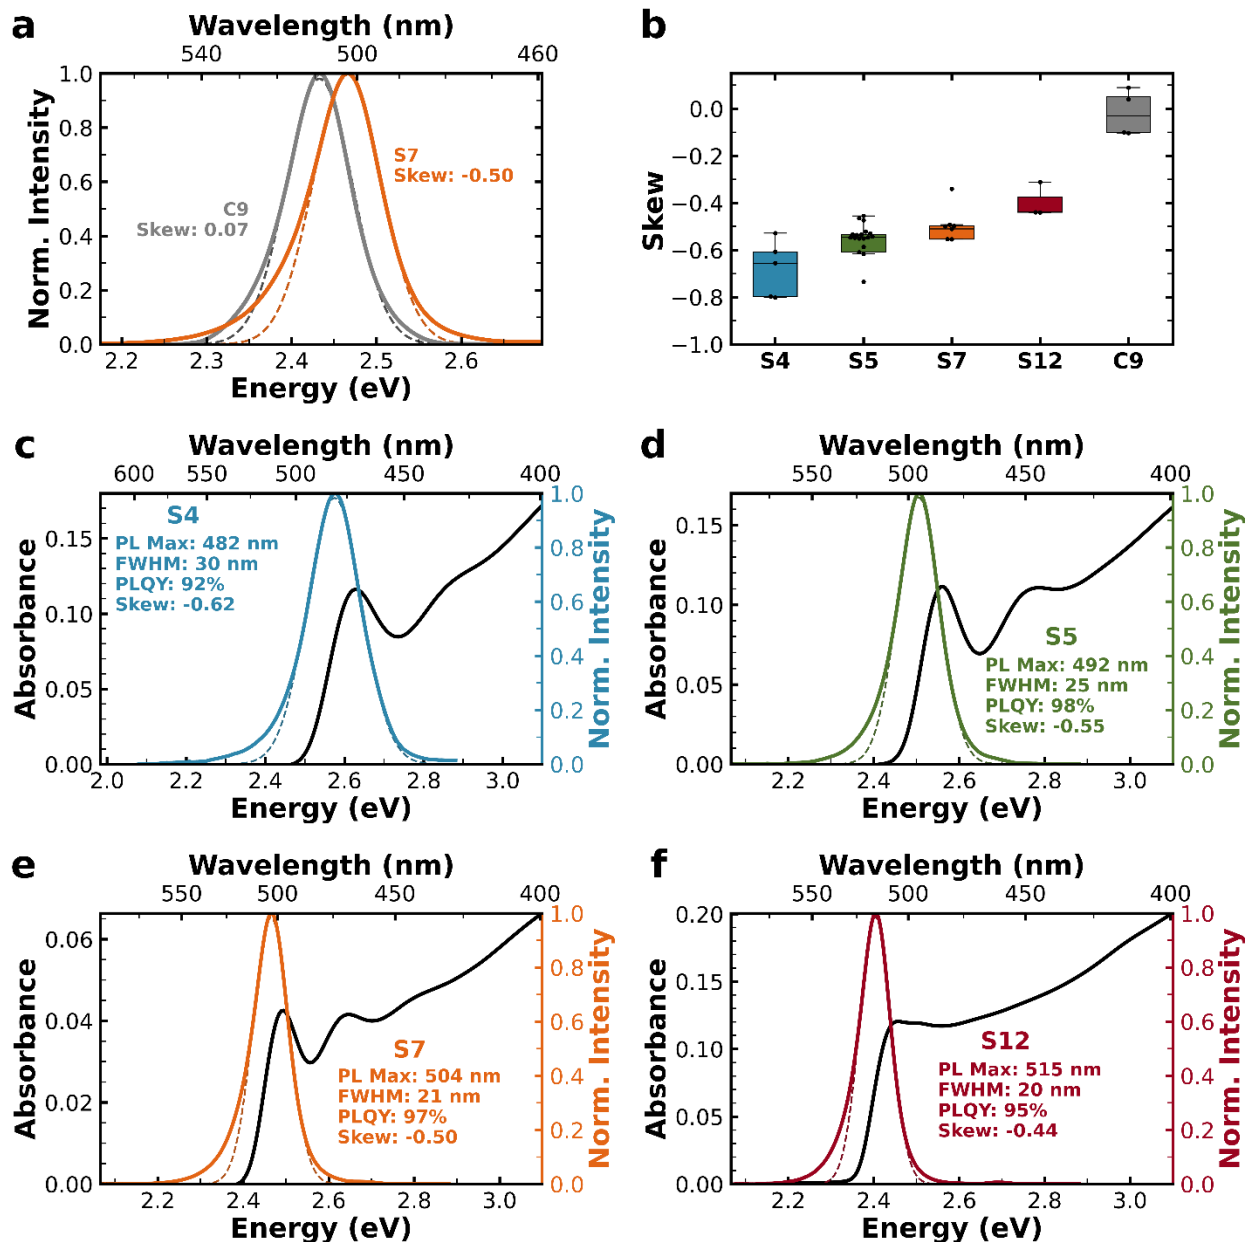 a
Wavelength (nm)
540 500 460
1.0
0.8
0.6
0.4
0.2
0.0
Norm. Intensity
S7
Skew: -0.50
C9
Skew: 0.07
2.2 2.3 2.4 2.5 2.6
Energy (eV)
b
0.0
−0.2
−0.4
−0.6
−0.8
−1.0
Skew
S4 S5 S7 S12 C9
c
Wavelength (nm)
600 550 500 450 400
0.15
0.10
0.05
0.00
Absorbance
S4
PL Max: 482 nm
FWHM: 30 nm
PLQY: 92%
Skew: -0.62
1.0
0.8
0.6
0.4
0.2
0.0
Norm. Intensity
2.0 2.2 2.4 2.6 2.8 3.0
Energy (eV)
d
Wavelength (nm)
550 500 450 400
0.15
0.10
0.05
0.00
Absorbance
S5
PL Max: 492 nm
FWHM: 25 nm
PLQY: 98%
Skew: -0.55
1.0
0.8
0.6
0.4
0.2
0.0
Norm. Intensity
2.2 2.4 2.6 2.8 3.0
Energy (eV)
e
Wavelength (nm)
550 500 450 400
0.06
0.04
0.02
0.00
Absorbance
S7
PL Max: 504 nm
FWHM: 21 nm
PLQY: 97%
Skew: -0.50
1.0
0.8
0.6
0.4
0.2
0.0
Norm. Intensity
2.2 2.4 2.6 2.8 3.0
Energy (eV)
f
Wavelength (nm)
550 500 450 400
0.20
0.15
0.10
0.05
0.00
Absorbance
S12
PL Max: 515 nm
FWHM: 20 nm
PLQY: 95%
Skew: -0.44
1.0
0.8
0.6
0.4
0.2
0.0
Norm. Intensity
2.2 2.4 2.6 2.8 3.0
Energy (eV)